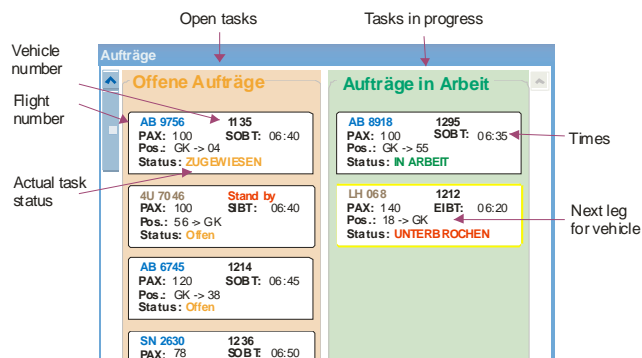 Open tasks
Tasks in progress
Vehicle
number
Flight
number
Actual task
status
Times
Next leg
for vehicle
Aufträge
Offene Aufträge
AB 9756 1135
PAX: 100 SOBT: 06:40
Pos.: GK -> 04
Status: ZUGEWIESEN
4U 7046 Stand by
PAX: 100 SIBT: 06:40
Pos.: 56 -> GK
Status: Offen
AB 6745 1214
PAX: 120 SOBT: 06:45
Pos.: GK -> 38
Status: Offen
SN 2630 1236
PAX: 78 SOBT: 06:50
Aufträge in Arbeit
AB 8918 1295
PAX: 100 SOBT: 06:35
Pos.: GK -> 55
Status: IN ARBEIT
LH 068 1212
PAX: 140 EIBT: 06:20
Pos.: 18 -> GK
Status: UNTERBROCHEN